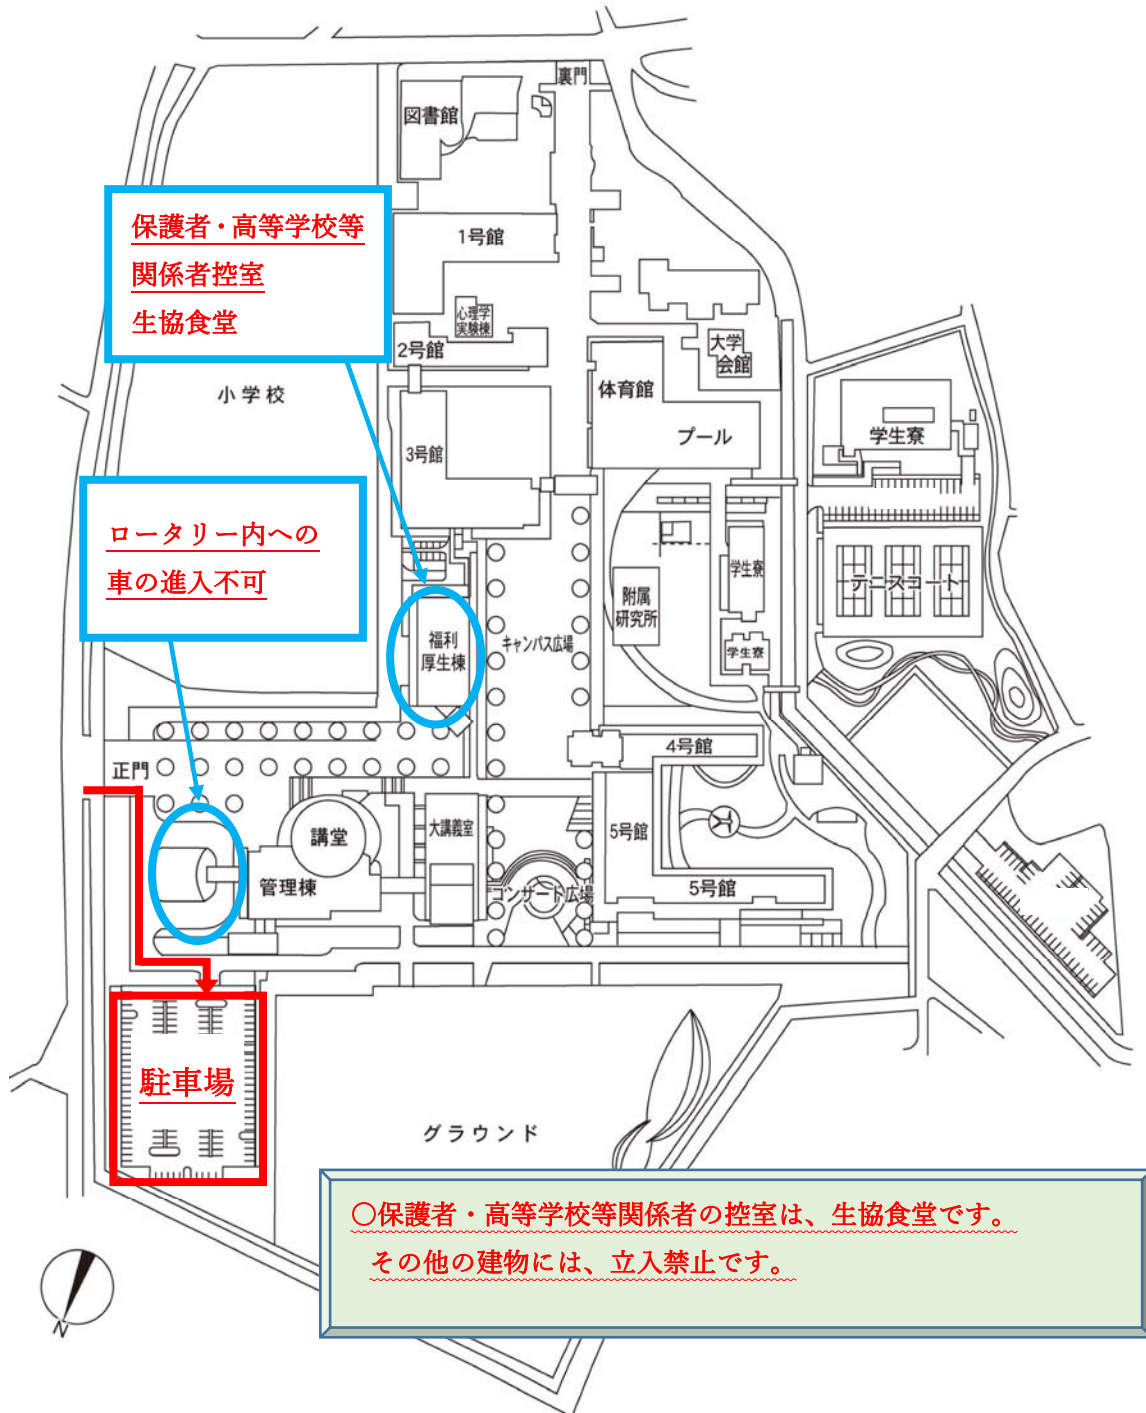 裏門
図書館
保護者・高等学校等
関係者控室
生協食堂
1号館
心理学
実験棟
2号館
大学
会館
小学校
体育館
プール
学生寮
3号館
ロータリー内への
車の進入不可
学生寮
テニスコート
附属
研究所
福利
厚生棟
キャンパス広場
学生寮
4号館
正門
講堂
大講義室
5号館
管理棟
コンサート広場
5号館
駐車場
グラウンド
〇保護者・高等学校等関係者の控室は、生協食堂です。
その他の建物には、立入禁止です。
N